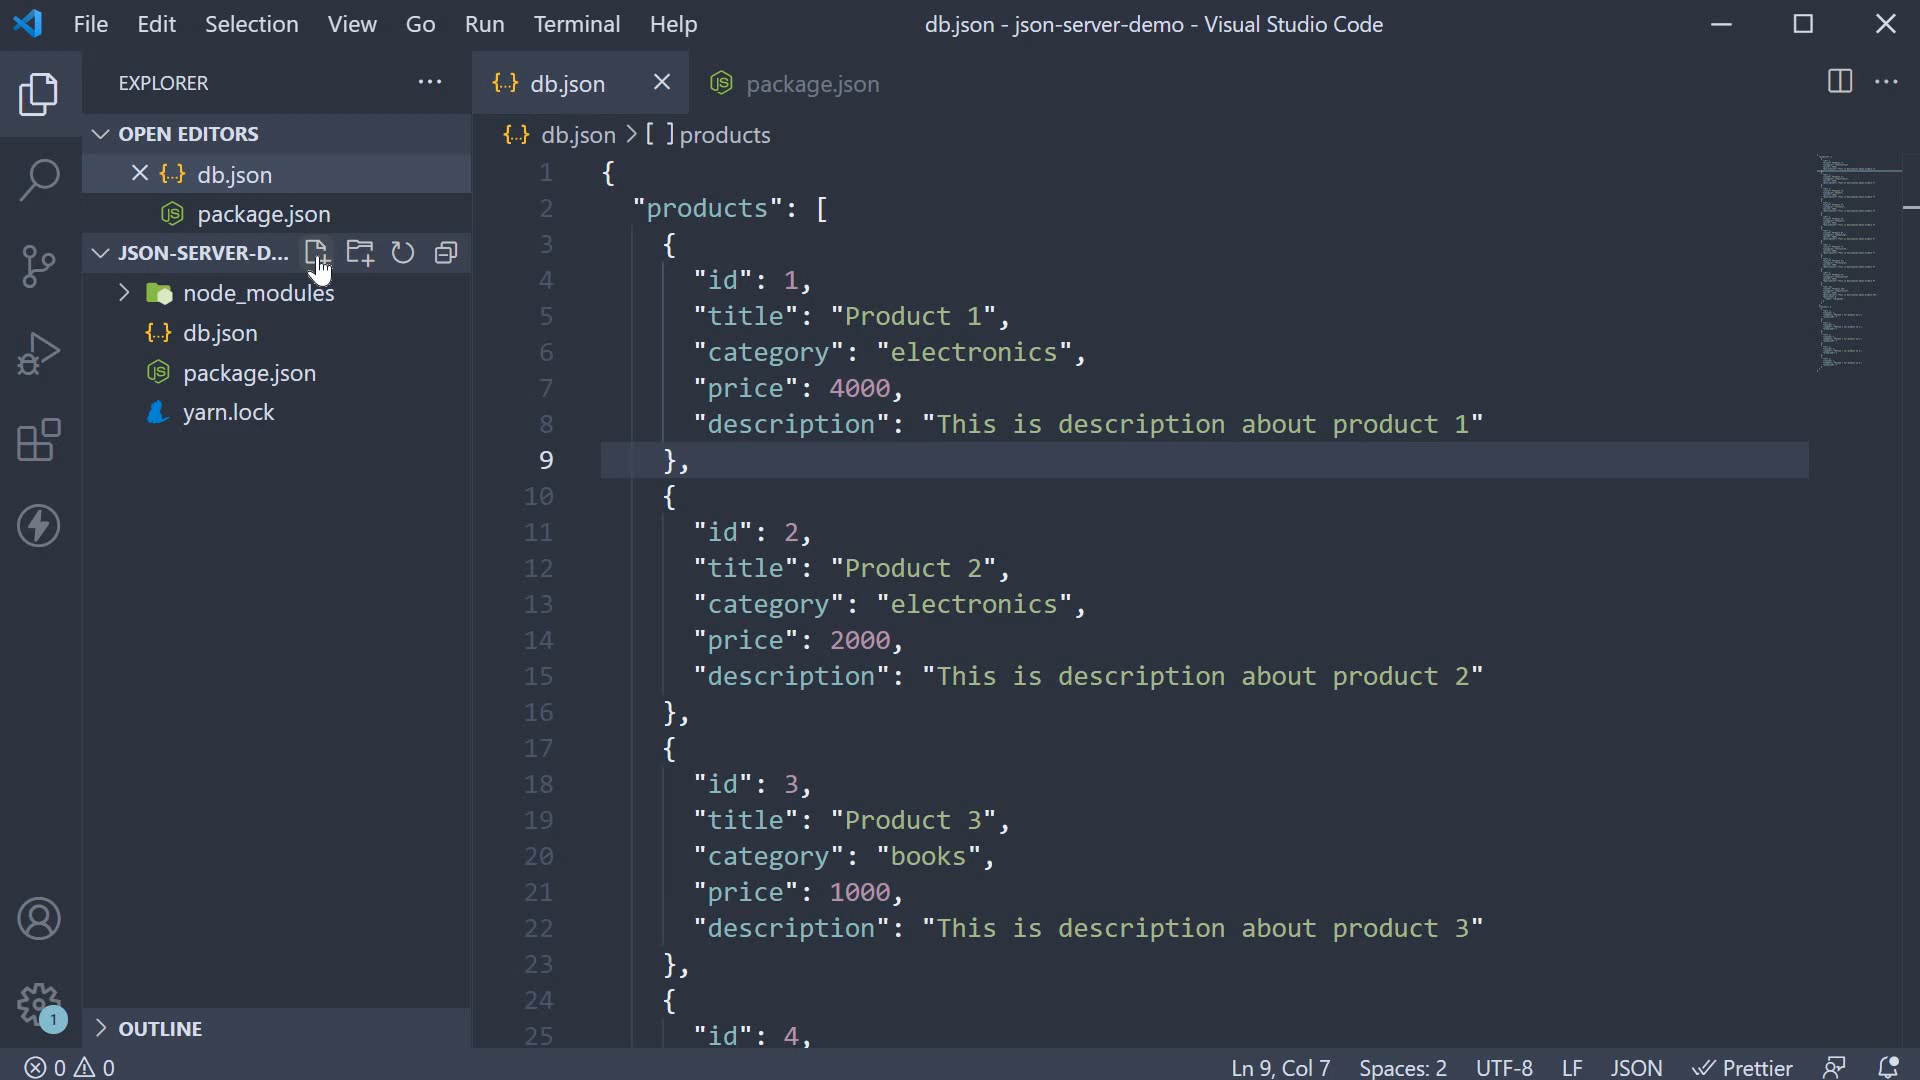 File Edit Selection View Go Run Terminal Help
db.json - json-server-demo - Visual Studio Code
EXPLORER
db.json
package.json
OPEN EDITORS
db.json
package.json
JSON-SERVER-D...
node_modules
db.json
package.json
yarn.lock
OUTLINE
1
db.json > [ ] products
1 {
2 "products": [
3 {
4 "id": 1,
5 "title": "Product 1",
6 "category": "electronics",
7 "price": 4000,
8 "description": "This is description about product 1"
9 },
10 {
11 "id": 2,
12 "title": "Product 2",
13 "category": "electronics",
14 "price": 2000,
15 "description": "This is description about product 2"
16 },
17 {
18 "id": 3,
19 "title": "Product 3",
20 "category": "books",
21 "price": 1000,
22 "description": "This is description about product 3"
23 },
24 {
25 "id": 4,
0 0
Ln 9, Col 7 Spaces: 2 UTF-8 LF JSON Prettier